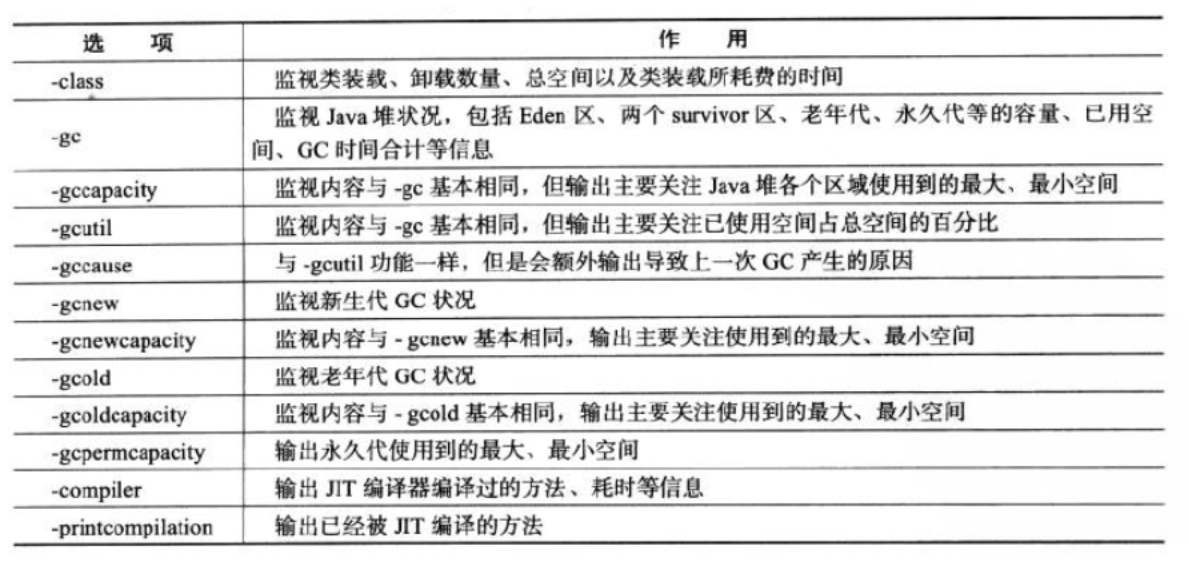 选 项 作 用
-class 监视类装载、卸载数量、总空间以及类装载所耗费的时间
-gc 监视 Java 堆状况，包括 Eden 区、两个 survivor 区、老年代、永久代等的容量、已用空
间、GC 时间合计等信息
-gccapacity 监视内容与 -gc 基本相同，但输出主要关注 Java 堆各个区域使用到的最大、最小空间
-gcutil 监视内容与 -gc 基本相同，但输出主要关注已使用空间占总空间的百分比
-gccause 与 -gcutil 功能一样，但是会额外输出导致上一次 GC 产生的原因
-gcnew 监视新生代 GC 状况
-gcnewcapacity 监视内容与 - gcnew 基本相同，输出主要关注使用到的最大、最小空间
-gcold 监视老年代 GC 状况
-gcoldcapacity 监视内容与 - gcold 基本相同，输出主要关注使用到的最大、最小空间
-gcpermcapacity 输出永久代使用到的最大、最小空间
-compiler 输出 JIT 编译器编译过的方法、耗时等信息
-printcompilation 输出已经被 JIT 编译的方法